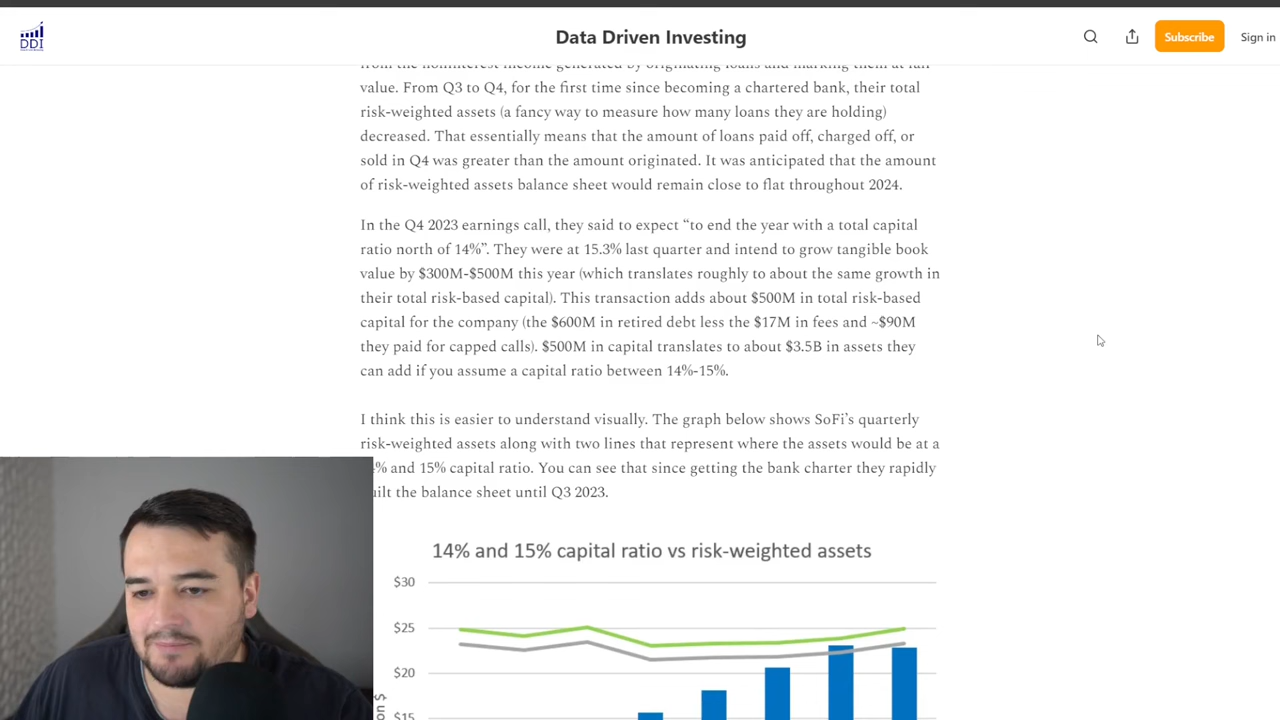 DDI
Data Driven Investing
Subscribe
Sign in
from the noninterest income generated by originating loans and marking them at fair
value. From Q3 to Q4, for the first time since becoming a chartered bank, their total
risk-weighted assets (a fancy way to measure how many loans they are holding)
decreased. That essentially means that the amount of loans paid off, charged off, or
sold in Q4 was greater than the amount originated. It was anticipated that the amount
of risk-weighted assets balance sheet would remain close to flat throughout 2024.
In the Q4 2023 earnings call, they said to expect “to end the year with a total capital
ratio north of 14%”. They were at 15.3% last quarter and intend to grow tangible book
value by $300M-$500M this year (which translates roughly to about the same growth in
their total risk-based capital). This transaction adds about $500M in total risk-based
capital for the company (the $600M in retired debt less the $17M in fees and ~$90M
they paid for capped calls). $500M in capital translates to about $3.5B in assets they
can add if you assume a capital ratio between 14%-15%.
I think this is easier to understand visually. The graph below shows SoFi’s quarterly
risk-weighted assets along with two lines that represent where the assets would be at a
% and 15% capital ratio. You can see that since getting the bank charter they rapidly
uilt the balance sheet until Q3 2023.
14% and 15% capital ratio vs risk-weighted assets
$30
$25
$20
$15
on $